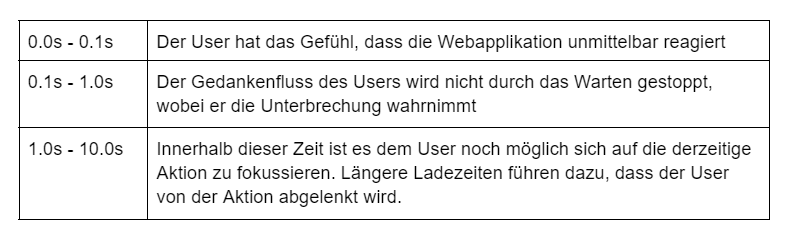 0.0s - 0.1s Der User hat das Gefühl, dass die Webapplikation unmittelbar reagiert
0.1s - 1.0s Der Gedankenfluss des Users wird nicht durch das Warten gestoppt,
wobei er die Unterbrechung wahrnimmt
1.0s - 10.0s Innerhalb dieser Zeit ist es dem User noch möglich sich auf die derzeitige
Aktion zu fokussieren. Längere Ladezeiten führen dazu, dass der User
von der Aktion abgelenkt wird.